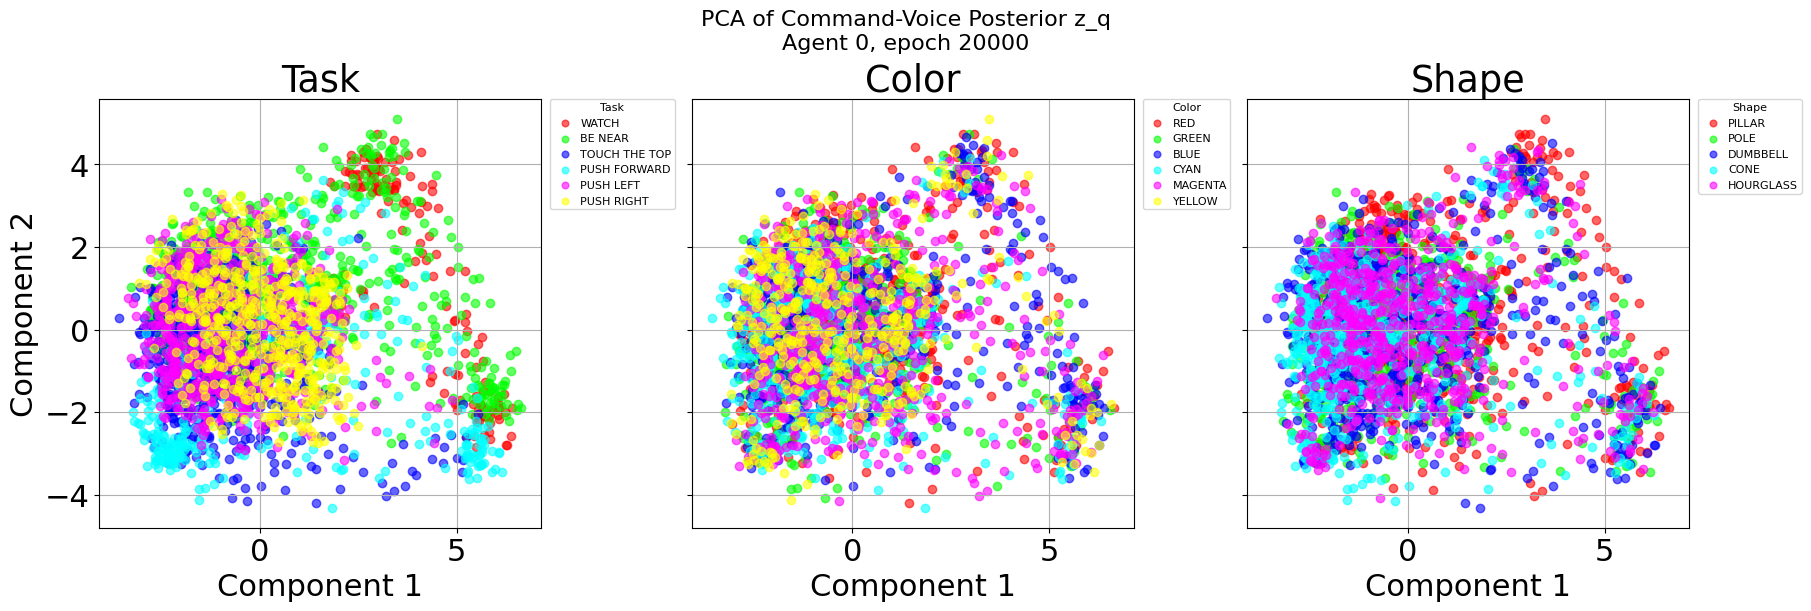 PCA of Command-Voice Posterior z_q
Agent 0, epoch 20000
Task
Component 2
4
2
0
−2
−4
0
5
Component 1
Task
WATCH
BE NEAR
TOUCH THE TOP
PUSH FORWARD
PUSH LEFT
PUSH RIGHT
Color
0
5
Component 1
Color
RED
GREEN
BLUE
CYAN
MAGENTA
YELLOW
Shape
0
5
Component 1
Shape
PILLAR
POLE
DUMBBELL
CONE
HOURGLASS